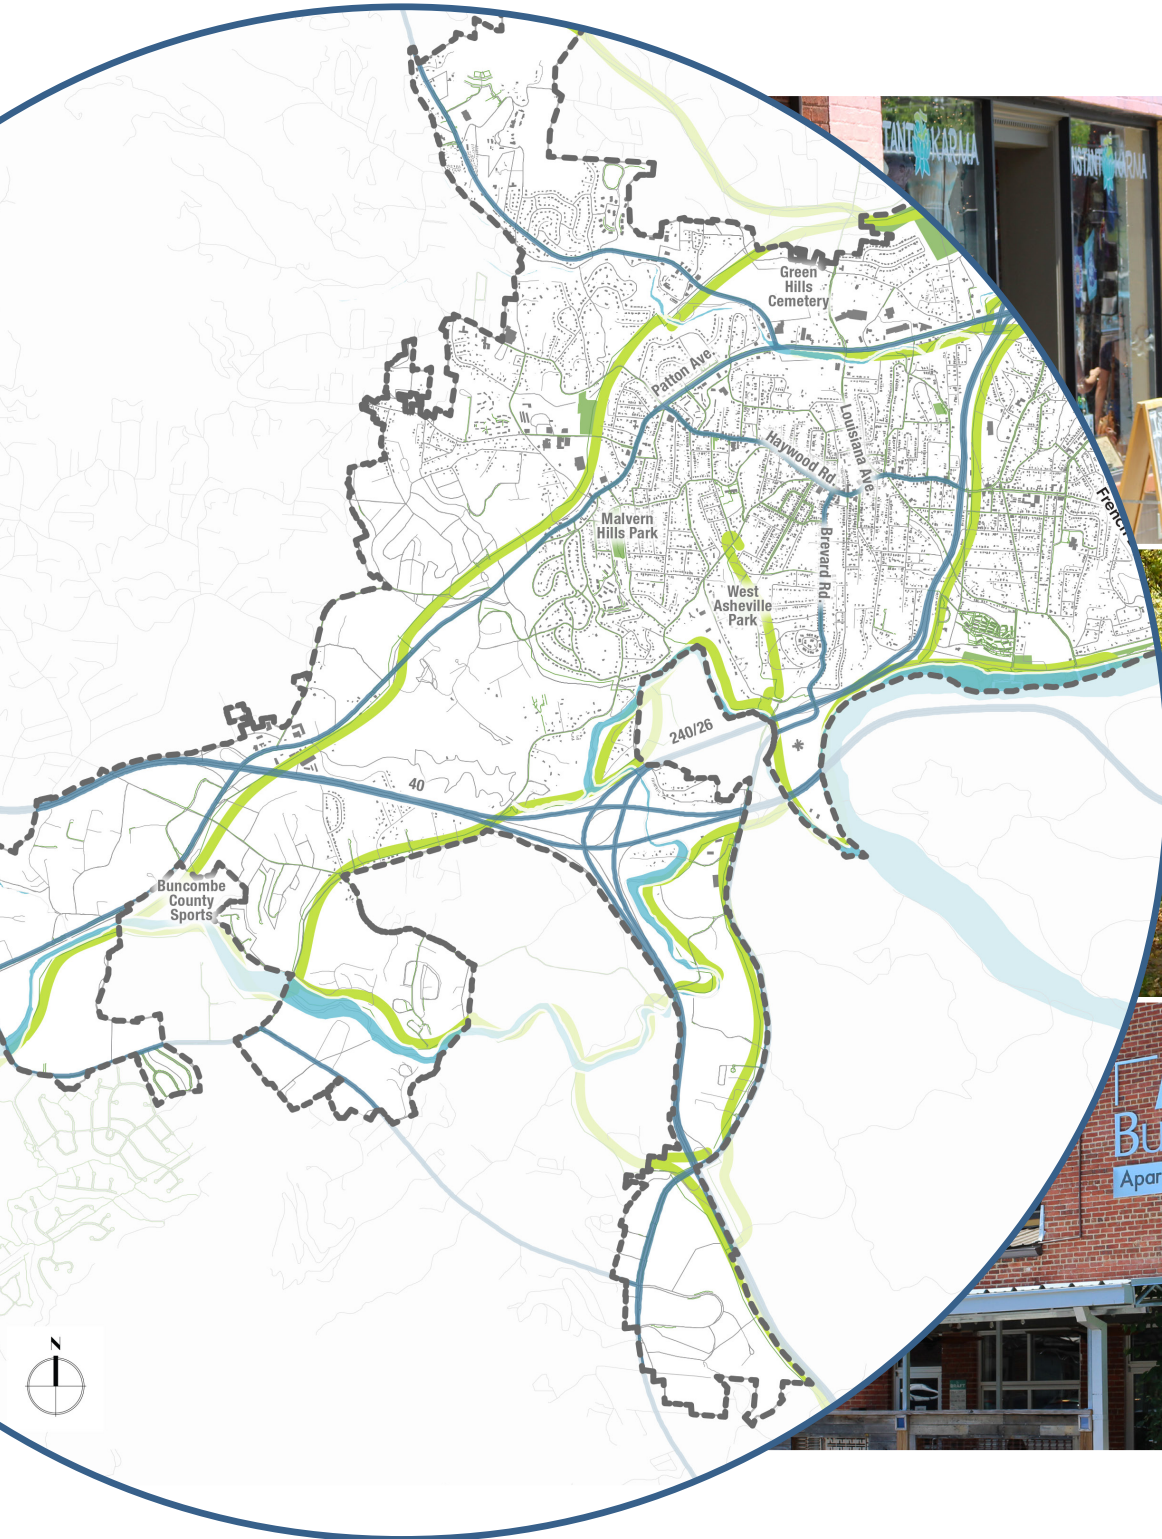 Green
Hills
Cemetery
Patton Ave.
Haywood Rd.
Louisiana Ave.
Malvern
Hills Park
Brevard Rd.
West
Asheville
Park
French
240/26
*
40
Buncombe
County
Sports
N